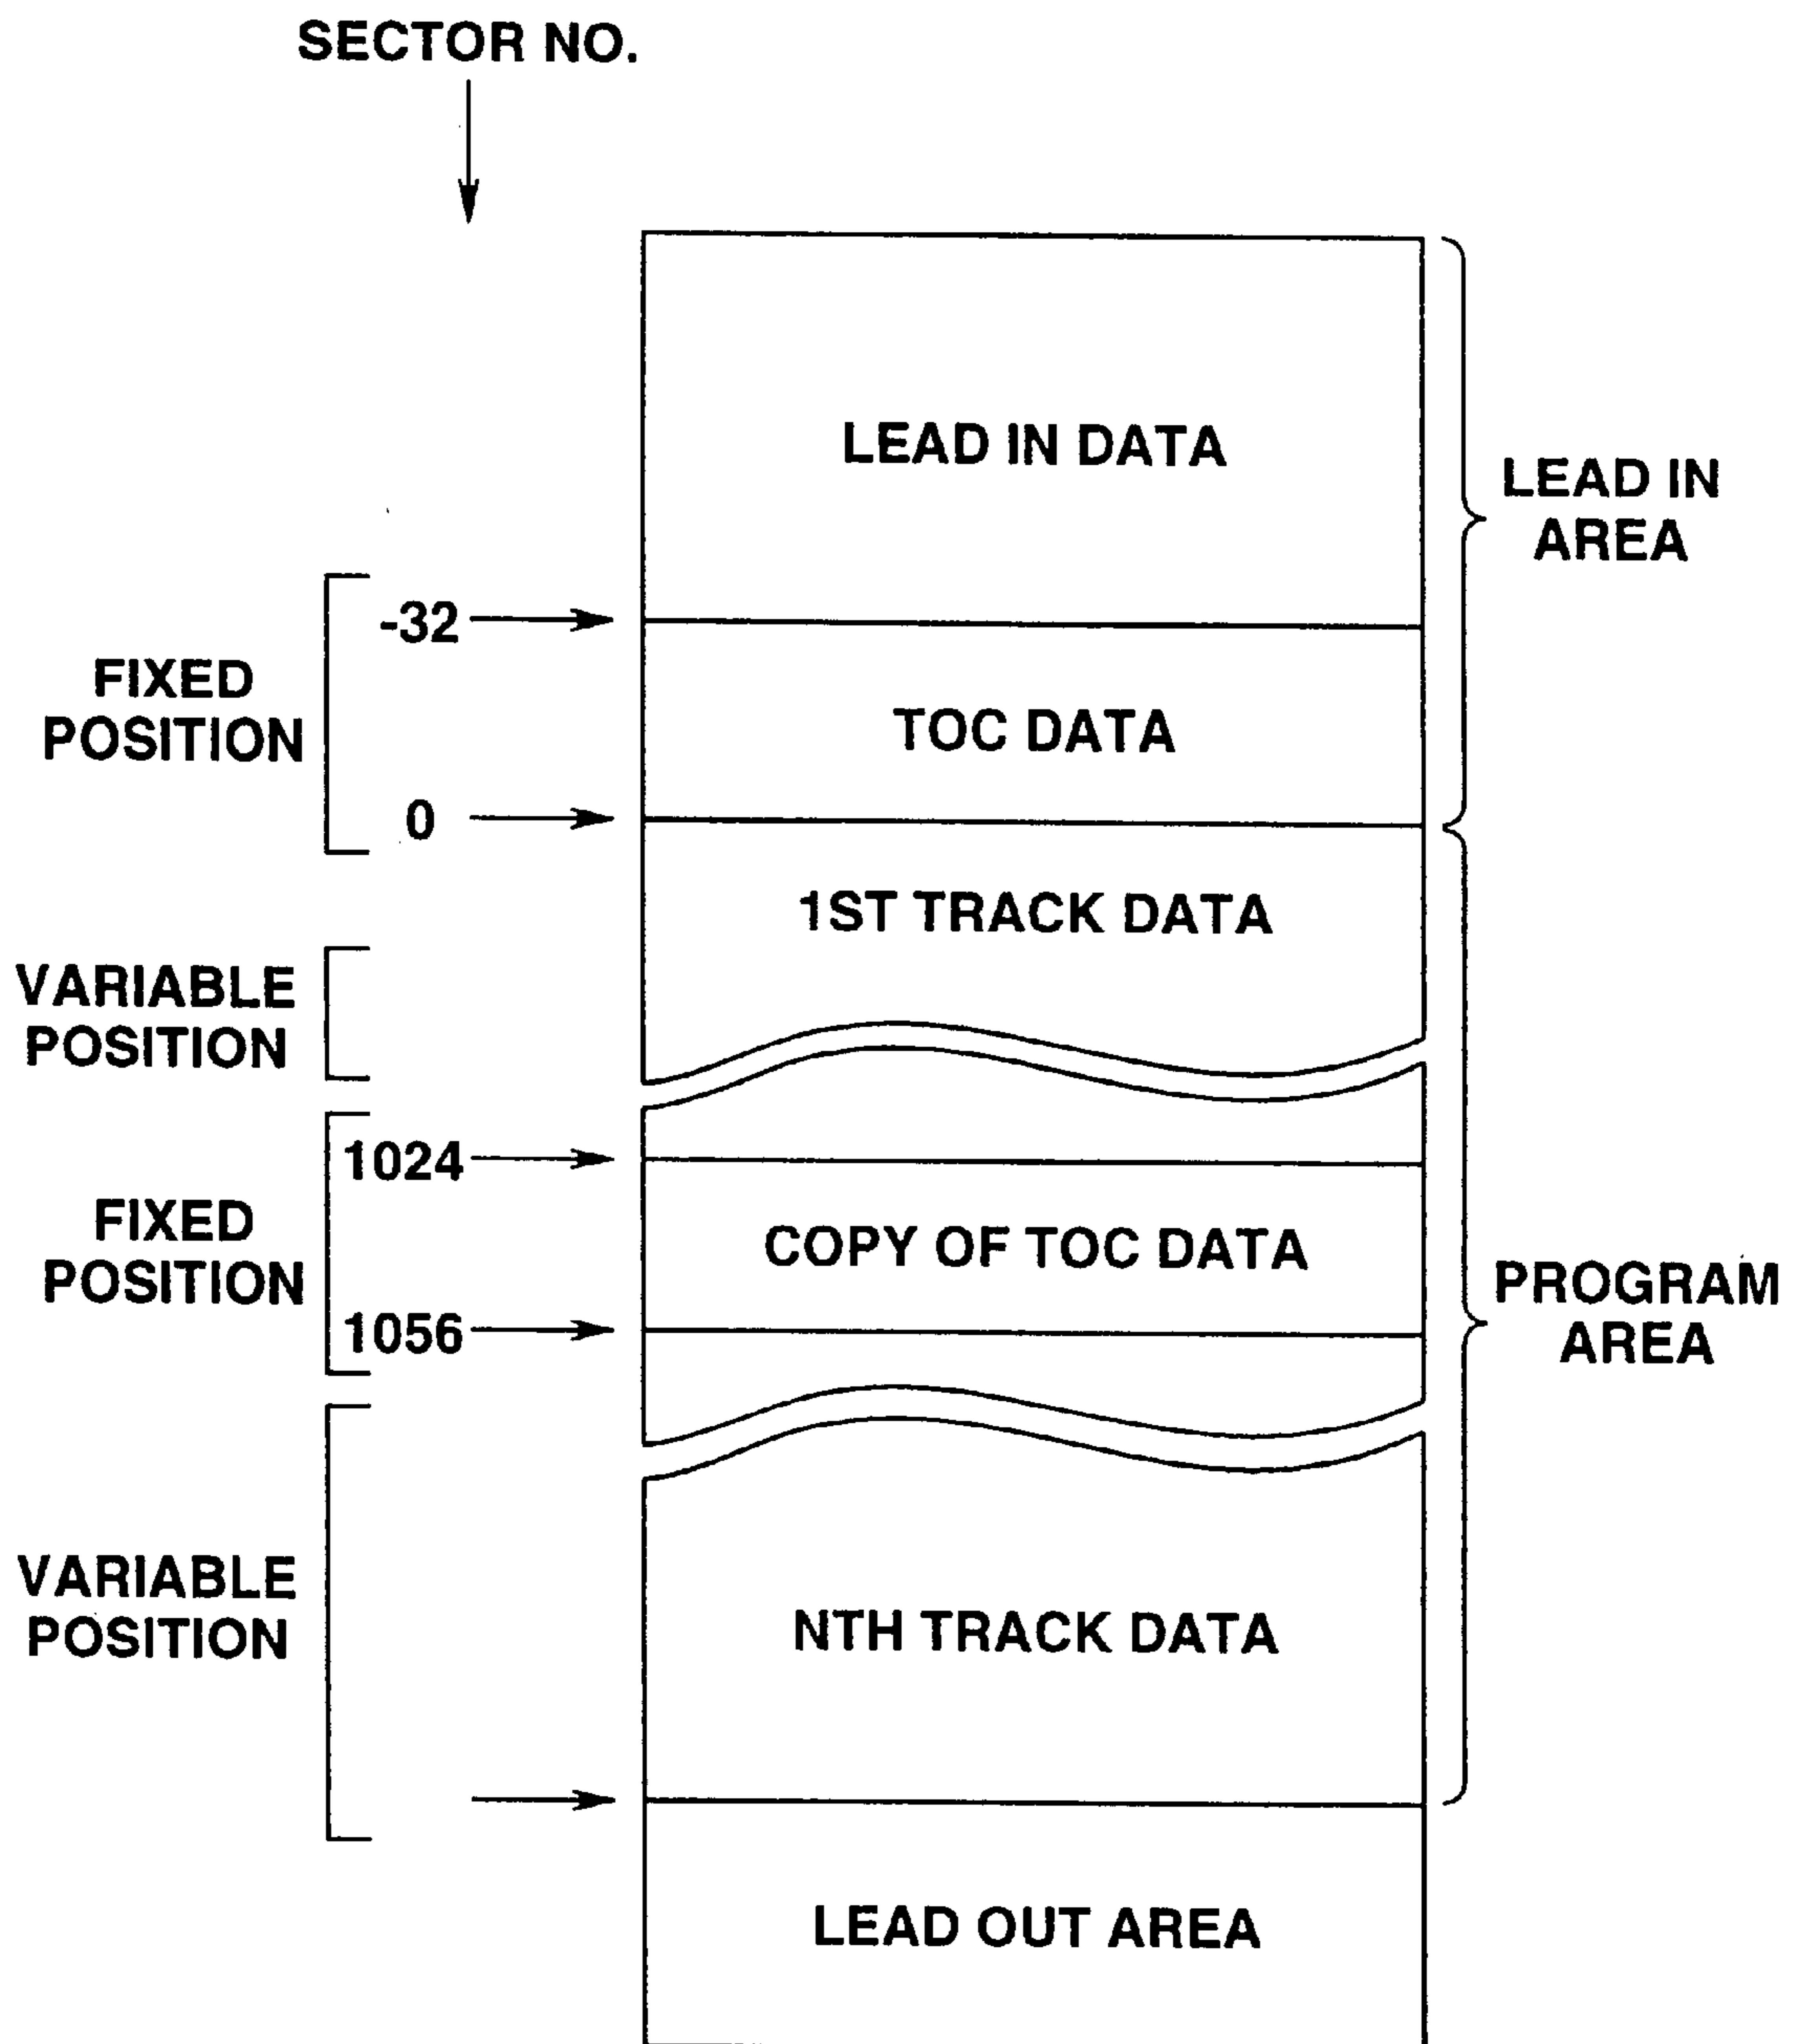 SECTOR NO.
LEAD IN DATA
LEAD IN
AREA
-32
FIXED
POSITION
TOC DATA
0
1ST TRACK DATA
VARIABLE
POSITION
1024
FIXED
POSITION
COPY OF TOC DATA
1056
PROGRAM
AREA
VARIABLE
POSITION
NTH TRACK DATA
LEAD OUT AREA